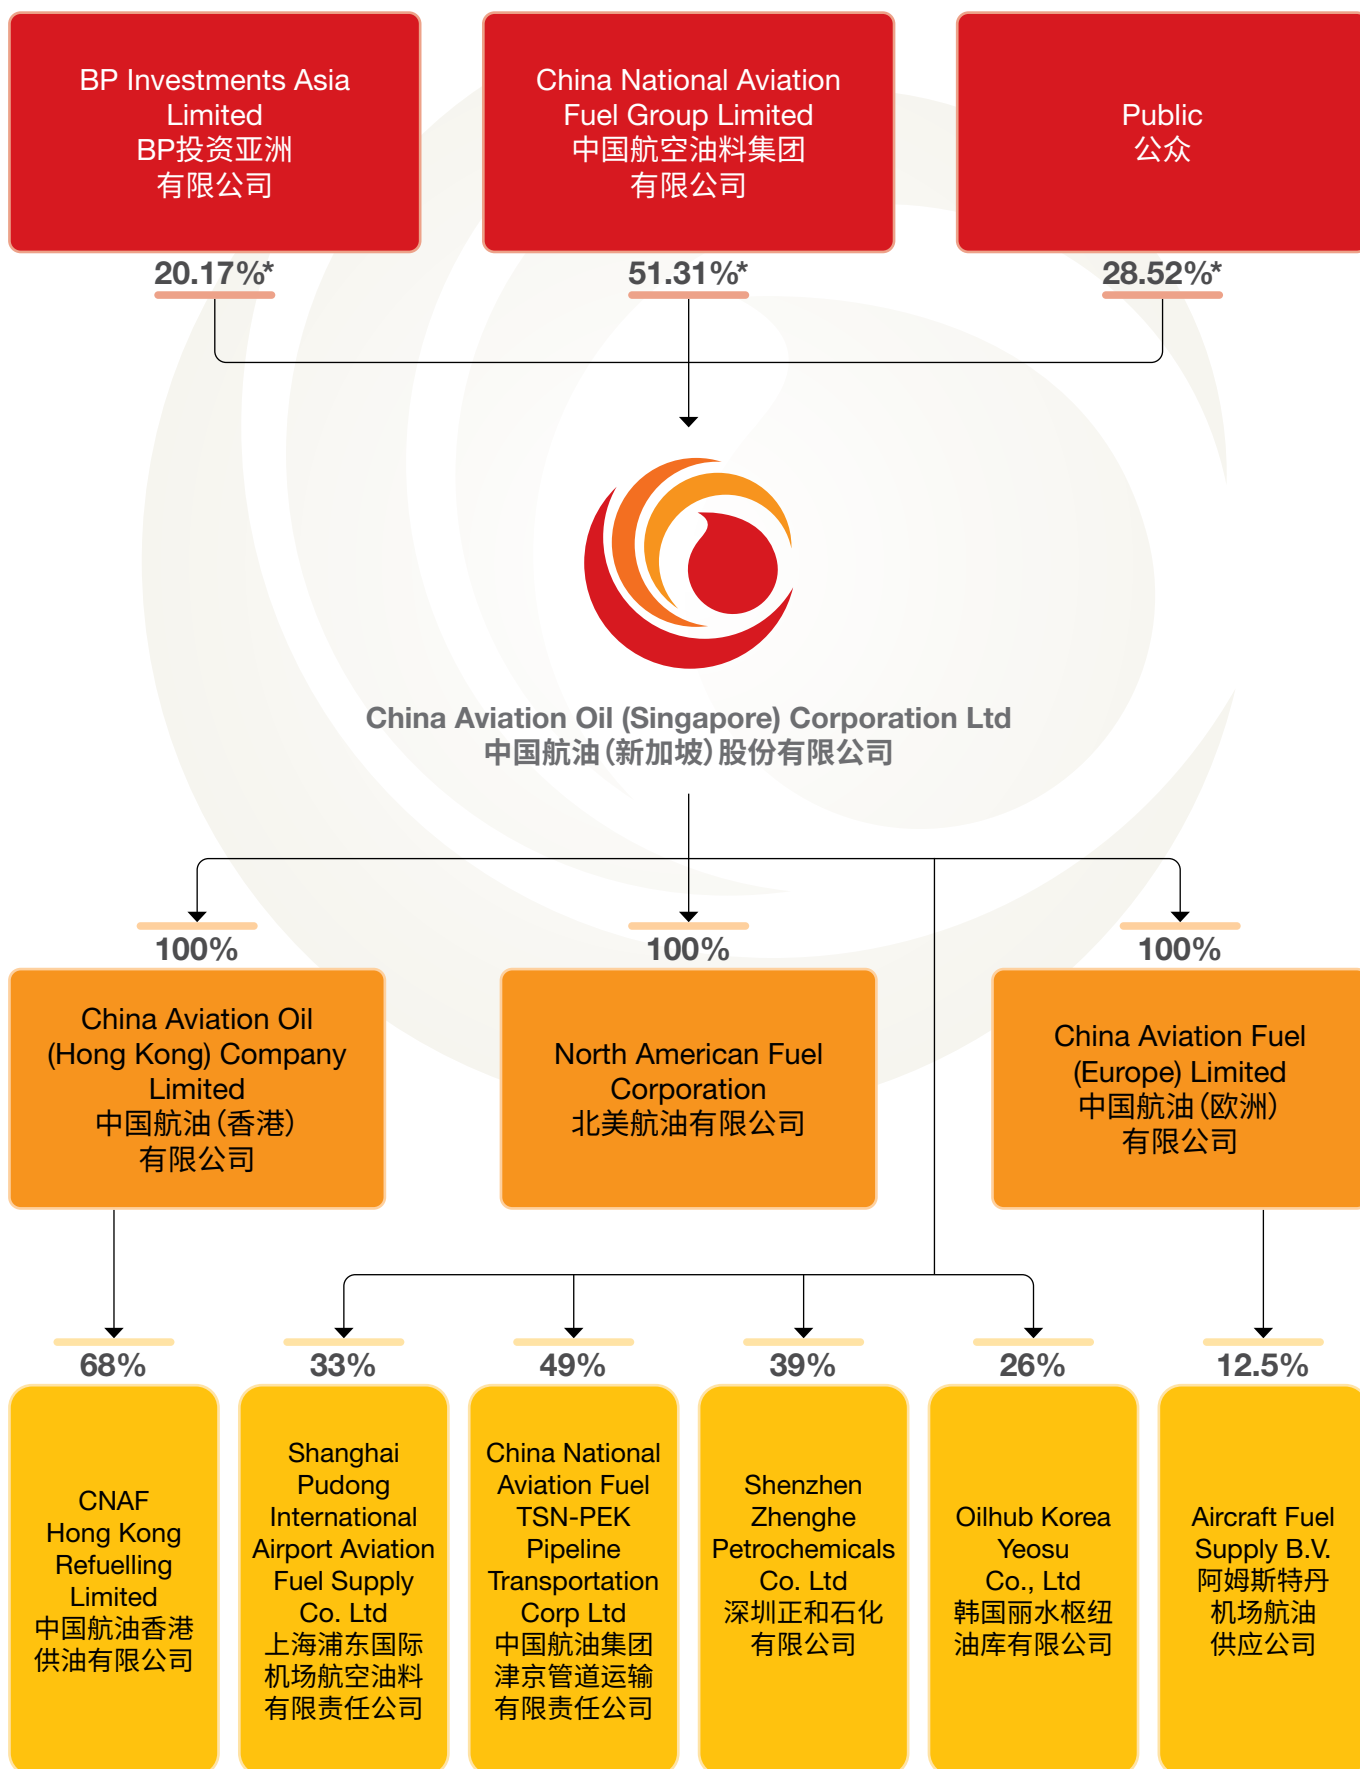 BP Investments Asia
Limited
BP投资亚洲
有限公司
China National Aviation
Fuel Group Limited
中国航空油料集团
有限公司
Public
公众
20.17%*
51.31%*
28.52%*
China Aviation Oil (Singapore) Corporation Ltd
中国航油(新加坡)股份有限公司
100%
100%
100%
China Aviation Oil
(Hong Kong) Company
Limited
中国航油(香港)
有限公司
North American Fuel
Corporation
北美航油有限公司
China Aviation Fuel
(Europe) Limited
中国航油(欧洲)
有限公司
68%
33%
49%
39%
26%
12.5%
CNAF
Hong Kong
Refuelling
Limited
中国航油香港
供油有限公司
Shanghai
Pudong
International
Airport Aviation
Fuel Supply
Co. Ltd
上海浦东国际
机场航空油料
有限责任公司
China National
Aviation Fuel
TSN-PEK
Pipeline
Transportation
Corp Ltd
中国航油集团
津京管道运输
有限责任公司
Shenzhen
Zhenghe
Petrochemicals
Co. Ltd
深圳正和石化
有限公司
Oilhub Korea
Yeosu
Co., Ltd
韩国丽水枢纽
油库有限公司
Aircraft Fuel
Supply B.V.
阿姆斯特丹
机场航油
供应公司